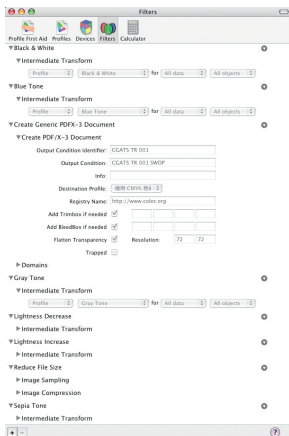 Filters
Profile First Aid Profiles Devices Filters Calculator
Black & White
Intermediate Transform
Profile Black & White for All data All objects
Blue Tone
Intermediate Transform
Profile Blue Tone for All data All objects
Create Generic PDFX-3 Document
Create PDF/X-3 Document
Output Condition Identifier: CGATS TR 001
Output Condition: CGATS TR 001 SWOP
Info:
Destination Profile: 通用 CMYK 色彩
Registry Name: http://www.color.org
Add Trimbox if needed
Add BleedBox if needed
Flatten Transparency Resolution: 72 72
Trapped
Domains
Gray Tone
Intermediate Transform
Profile Gray Tone for All data All objects
Lightness Decrease
Intermediate Transform
Lightness Increase
Intermediate Transform
Reduce File Size
Image Sampling
Image Compression
Sepia Tone
Intermediate Transform
+ − ?